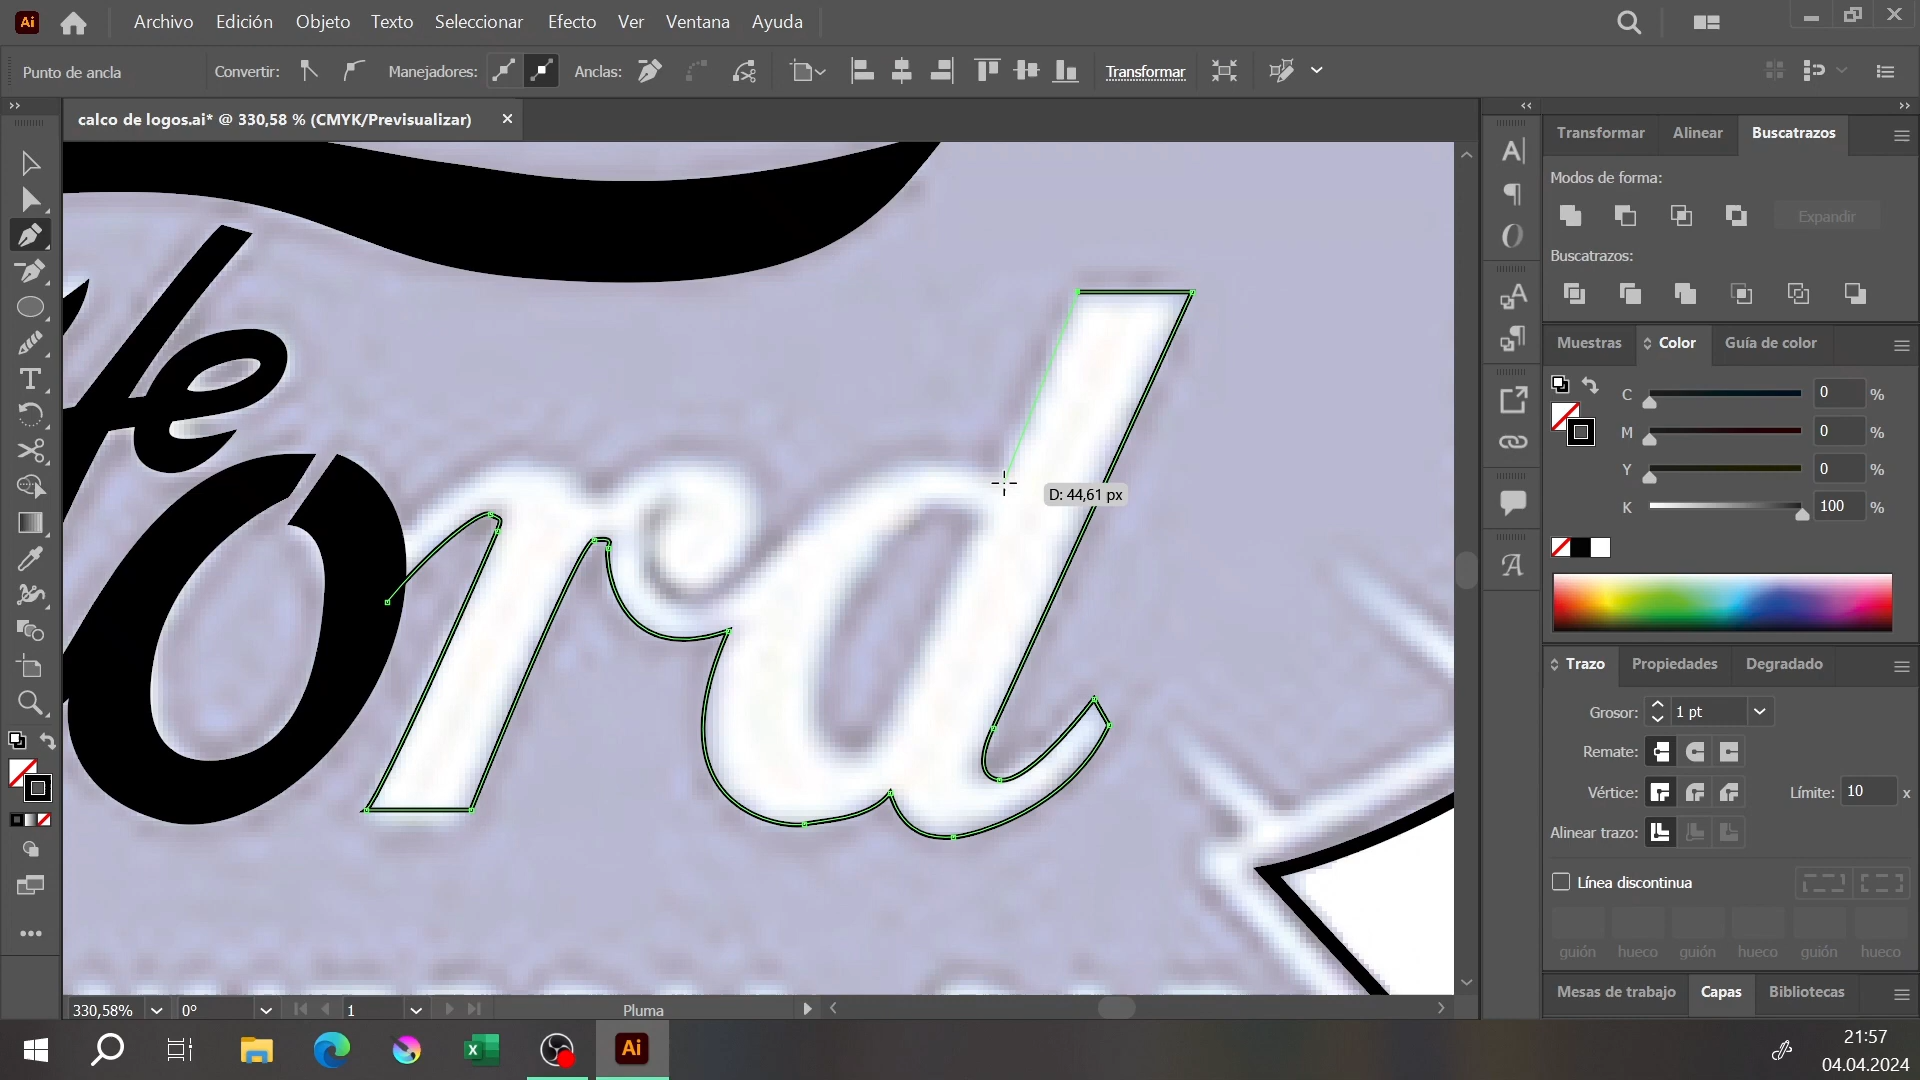 Ai Archivo Edición Objeto Texto Seleccionar Efecto Ver Ventana Ayuda
Punto de ancla Convertir: Manejadores: Anclas: Transformar
calco de logos.ai* @ 330,58 % (CMYK/Previsualizar)
Transformar Alinear Buscatrazos
Modos de forma:
Expandir
Buscatrazos:
Muestras Color Guía de color
C 0 %
M 0 %
Y 0 %
K 100 %
Trazo Propiedades Degradado
Grosor: 1 pt
Remate:
Vértice: Límite: 10 x
Alinear trazo:
Línea discontinua
guión hueco guión hueco guión hueco
Mesas de trabajo Capas Bibliotecas
D: 44,61 px
le
ord
330,58% 0° 1 Pluma
Ai
21:57
04.04.2024